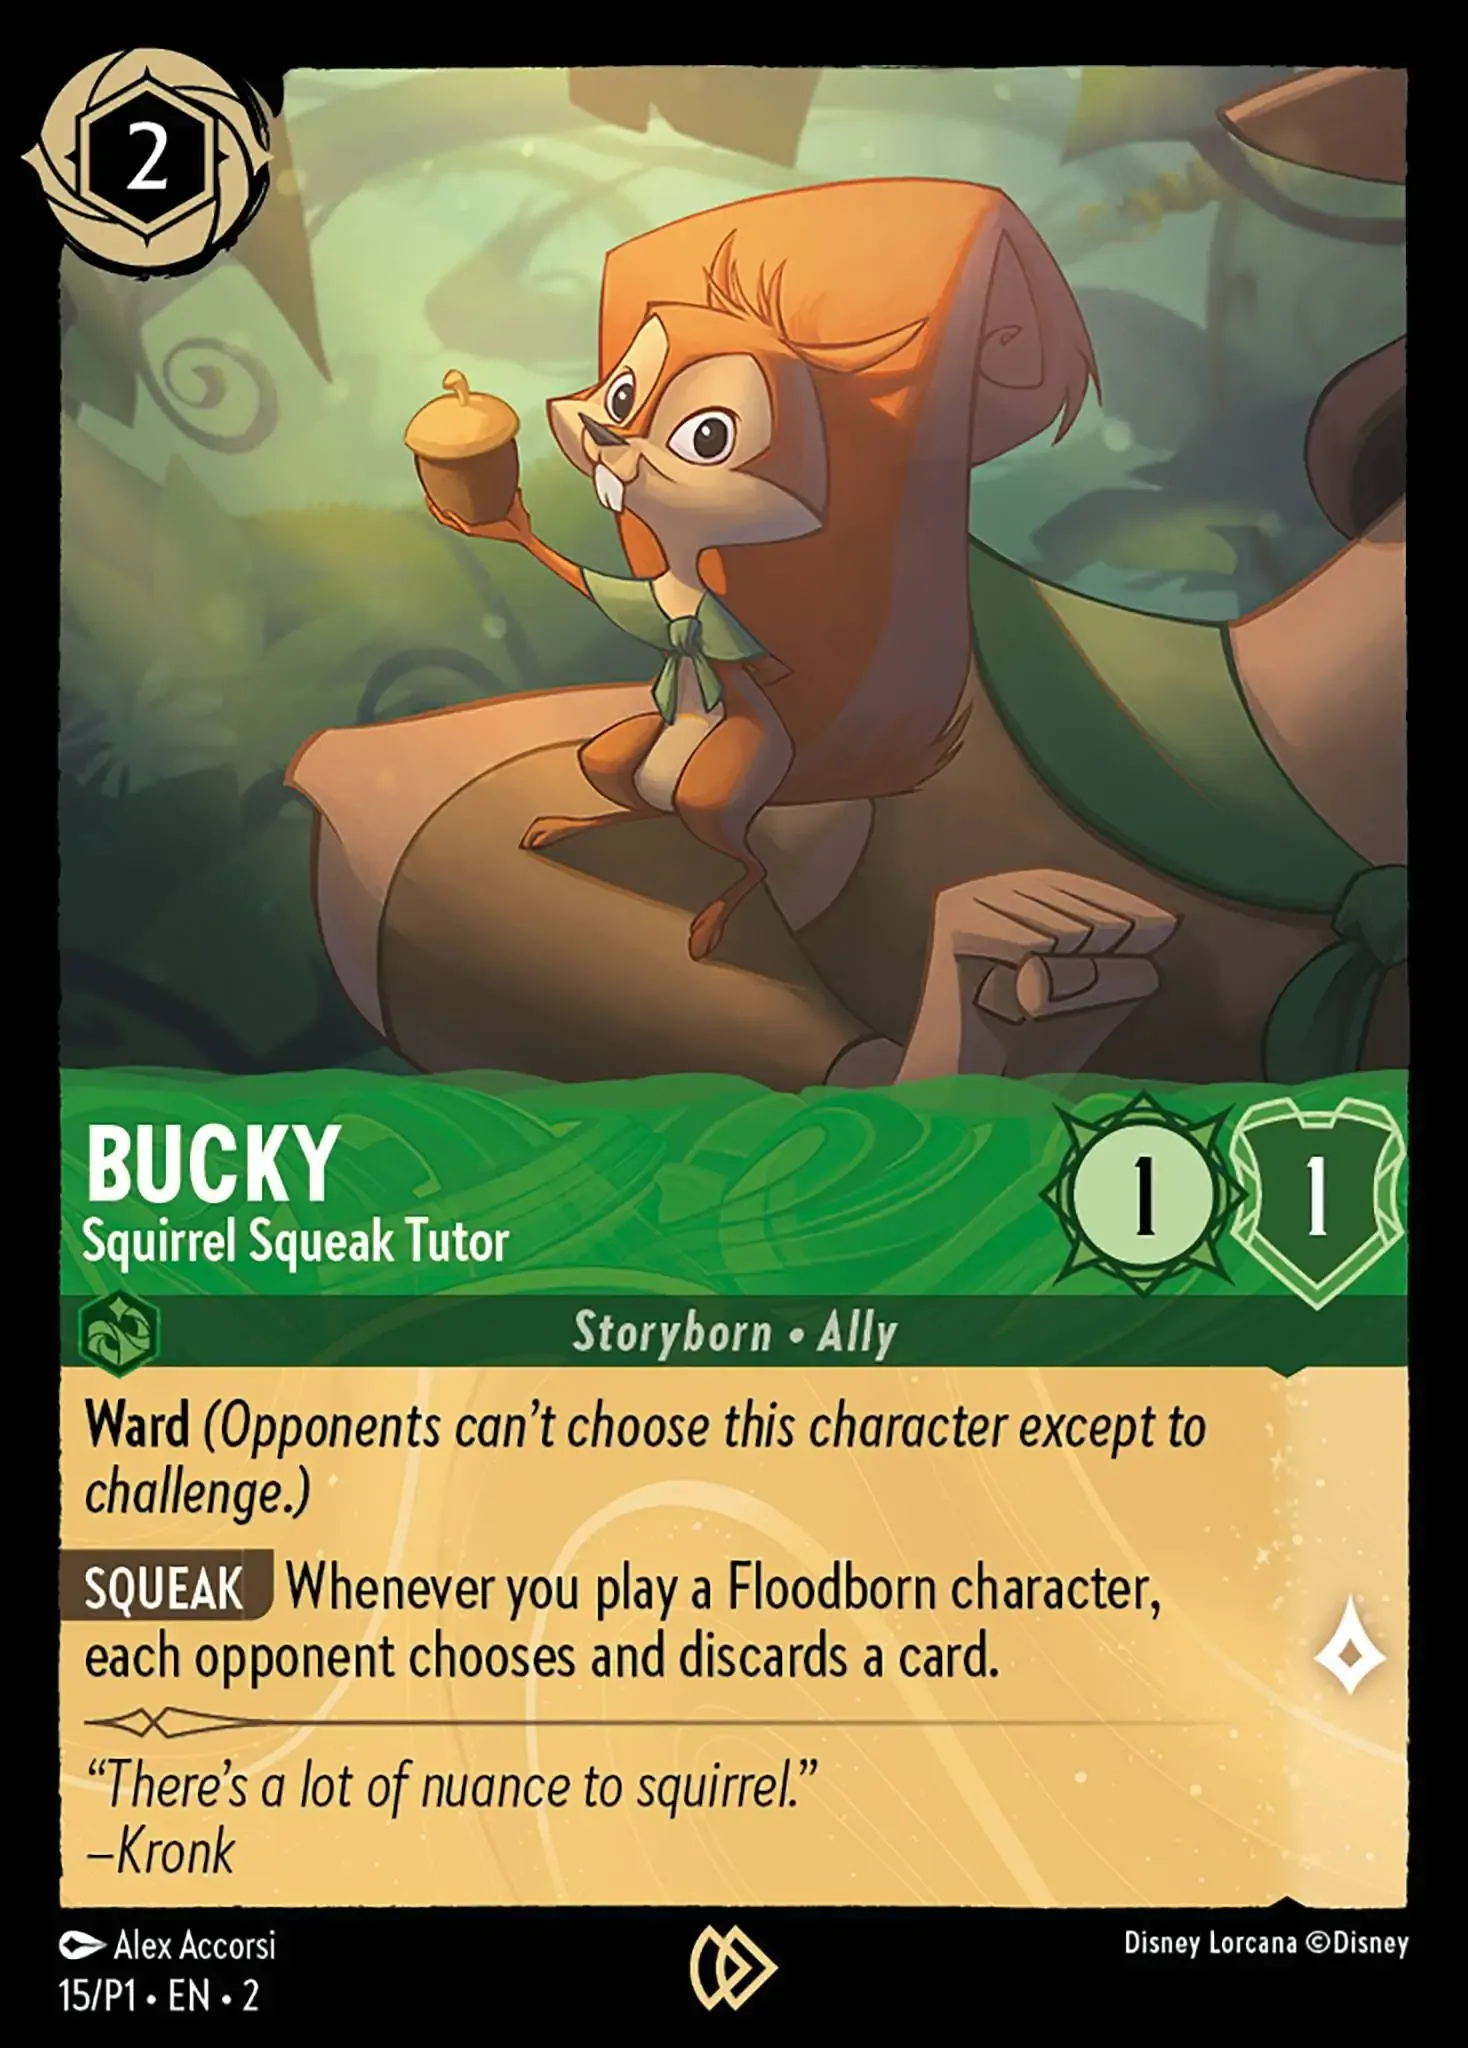 2
BUCKY
Squirrel Squeak Tutor
1
1
Storyborn • Ally
Ward (Opponents can’t choose this character except to
challenge.)
SQUEAK Whenever you play a Floodborn character,
each opponent chooses and discards a card.
“There’s a lot of nuance to squirrel.”
–Kronk
Alex Accorsi
Disney Lorcana ©Disney
15/P1 • EN • 2